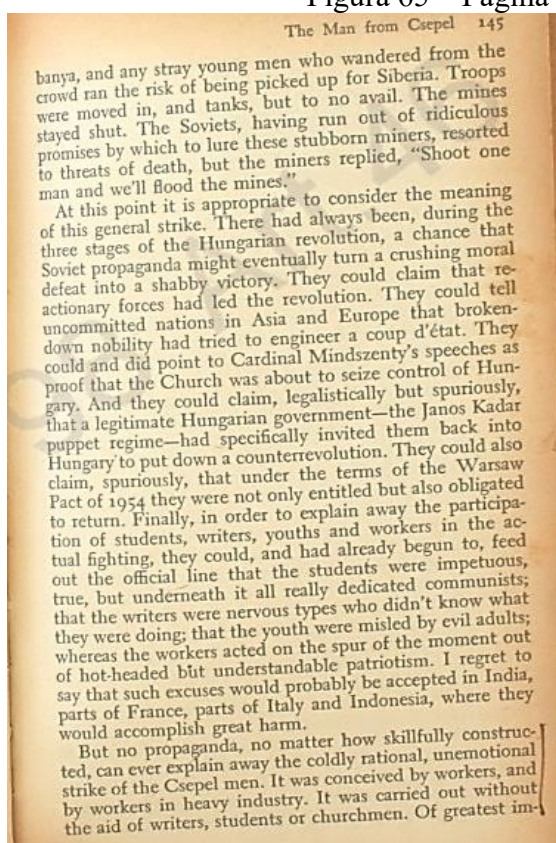 Figura 65 – Página
The Man from Csepel 145
banya, and any stray young men who wandered from the
crowd ran the risk of being picked up for Siberia. Troops
were moved in, and tanks, but to no avail. The mines
stayed shut. The Soviets, having run out of ridiculous
promises by which to lure these stubborn miners, resorted
to threats of death, but the miners replied, “Shoot one
man and we'll flood the mines.”
At this point it is appropriate to consider the meaning
of this general strike. There had always been, during the
three stages of the Hungarian revolution, a chance that
Soviet propaganda might eventually turn a crushing moral
defeat into a shabby victory. They could claim that re-
actionary forces had led the revolution. They could tell
uncommitted nations in Asia and Europe that broken-
down nobility had tried to engineer a coup d'état. They
could and did point to Cardinal Mindszenty's speeches as
proof that the Church was about to seize control of Hun-
gary. And they could claim, legalistically but spuriously,
that a legitimate Hungarian government—the Janos Kadar
puppet regime—had specifically invited them back into
Hungary to put down a counterrevolution. They could also
claim, spuriously, that under the terms of the Warsaw
Pact of 1954 they were not only entitled but also obligated
to return. Finally, in order to explain away the participa-
tion of students, writers, youths and workers in the ac-
tual fighting, they could, and had already begun to, feed
out the official line that the students were impetuous,
true, but underneath it all really dedicated communists;
that the writers were nervous types who didn't know what
they were doing; that the youth were misled by evil adults;
whereas the workers acted on the spur of the moment out
of hot-headed but understandable patriotism. I regret to
say that such excuses would probably be accepted in India,
parts of France, parts of Italy and Indonesia, where they
would accomplish great harm.
But no propaganda, no matter how skillfully construc-
ted, can ever explain away the coldly rational, unemotional
strike of the Csepel men. It was conceived by workers, and
by workers in heavy industry. It was carried out without
the aid of writers, students or churchmen. Of greatest im-